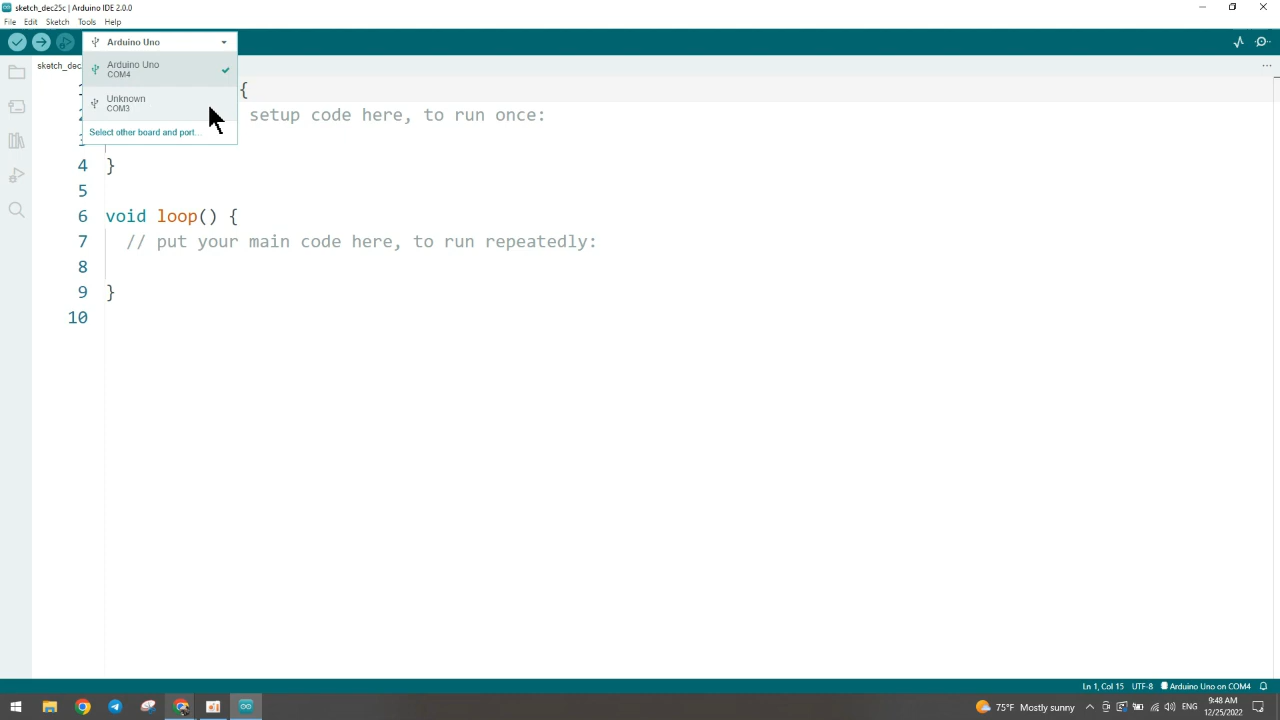 sketch_dec25c | Arduino IDE 2.0.0
File Edit Sketch Tools Help
Arduino Uno
sketch_dec
Arduino Uno
COM4
Unknown
COM3
Select other board and port...
{
setup code here, to run once:
4 }
5
6 void loop() {
7 // put your main code here, to run repeatedly:
8
9 }
10
Ln 1, Col 15 UTF-8 Arduino Uno on COM4
75°F Mostly sunny ENG 9:48 AM
12/25/2022